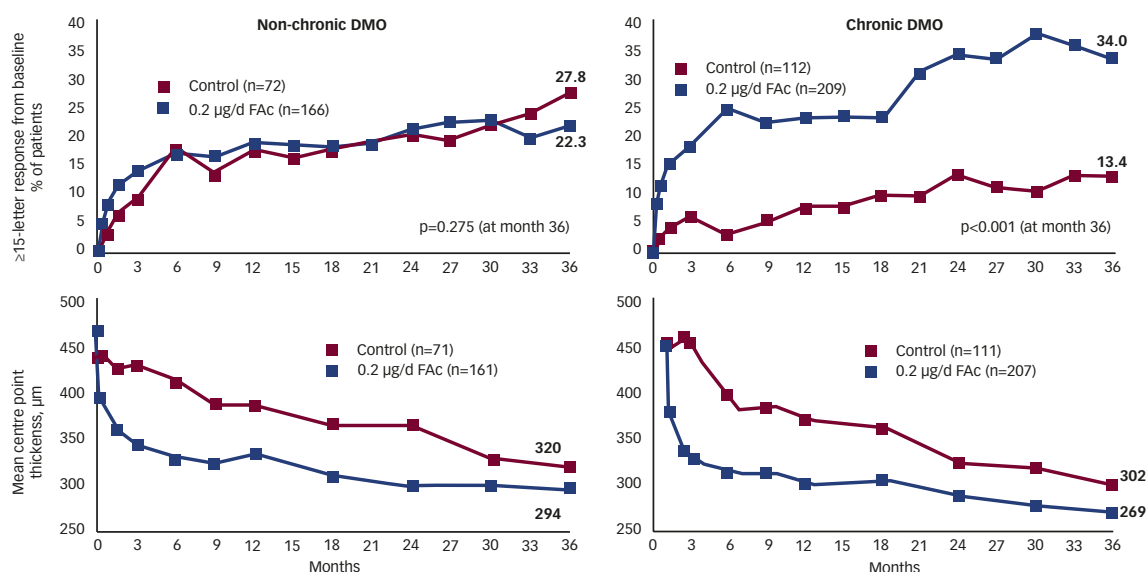 Non-chronic DMO
≥15-letter response from baseline
% of patients
40
35
30
25
20
15
10
5
0
Control (n=72)
0.2 µg/d FAc (n=166)
27.8
22.3
p=0.275 (at month 36)
0 3 6 9 12 15 18 21 24 27 30 33 36
Chronic DMO
40
35
30
25
20
15
10
5
0
Control (n=112)
0.2 µg/d FAc (n=209)
34.0
13.4
p<0.001 (at month 36)
0 3 6 9 12 15 18 21 24 27 30 33 36
Mean centre point
thickenss, µm
500
450
400
350
300
250
Control (n=71)
0.2 µg/d FAc (n=161)
320
294
0 3 6 9 12 15 18 21 24 27 30 33 36
Months
500
450
400
350
300
250
Control (n=111)
0.2 µg/d FAc (n=207)
302
269
0 3 6 9 12 15 18 21 24 27 30 33 36
Months